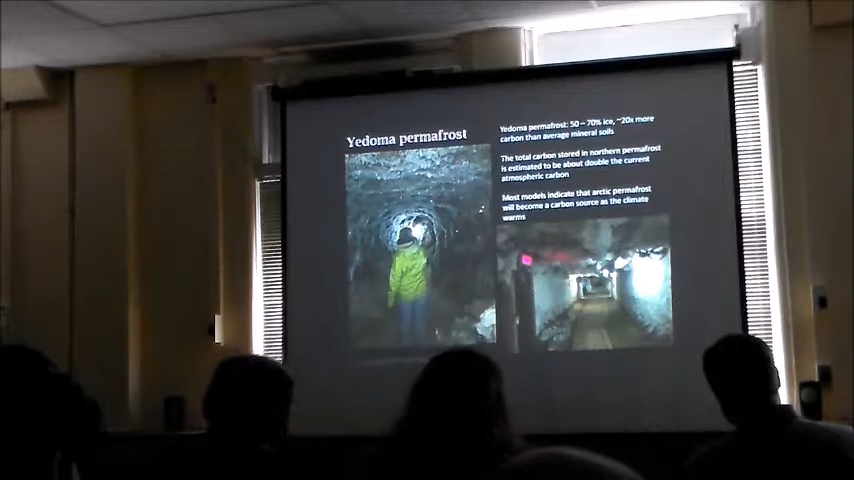 Yedoma permafrost
Yedoma permafrost: 50 – 70% ice, ~20x more
carbon than average mineral soils
The total carbon stored in northern permafrost
is estimated to be about double the current
atmospheric carbon
Most models indicate that arctic permafrost
will become a carbon source as the climate
warms